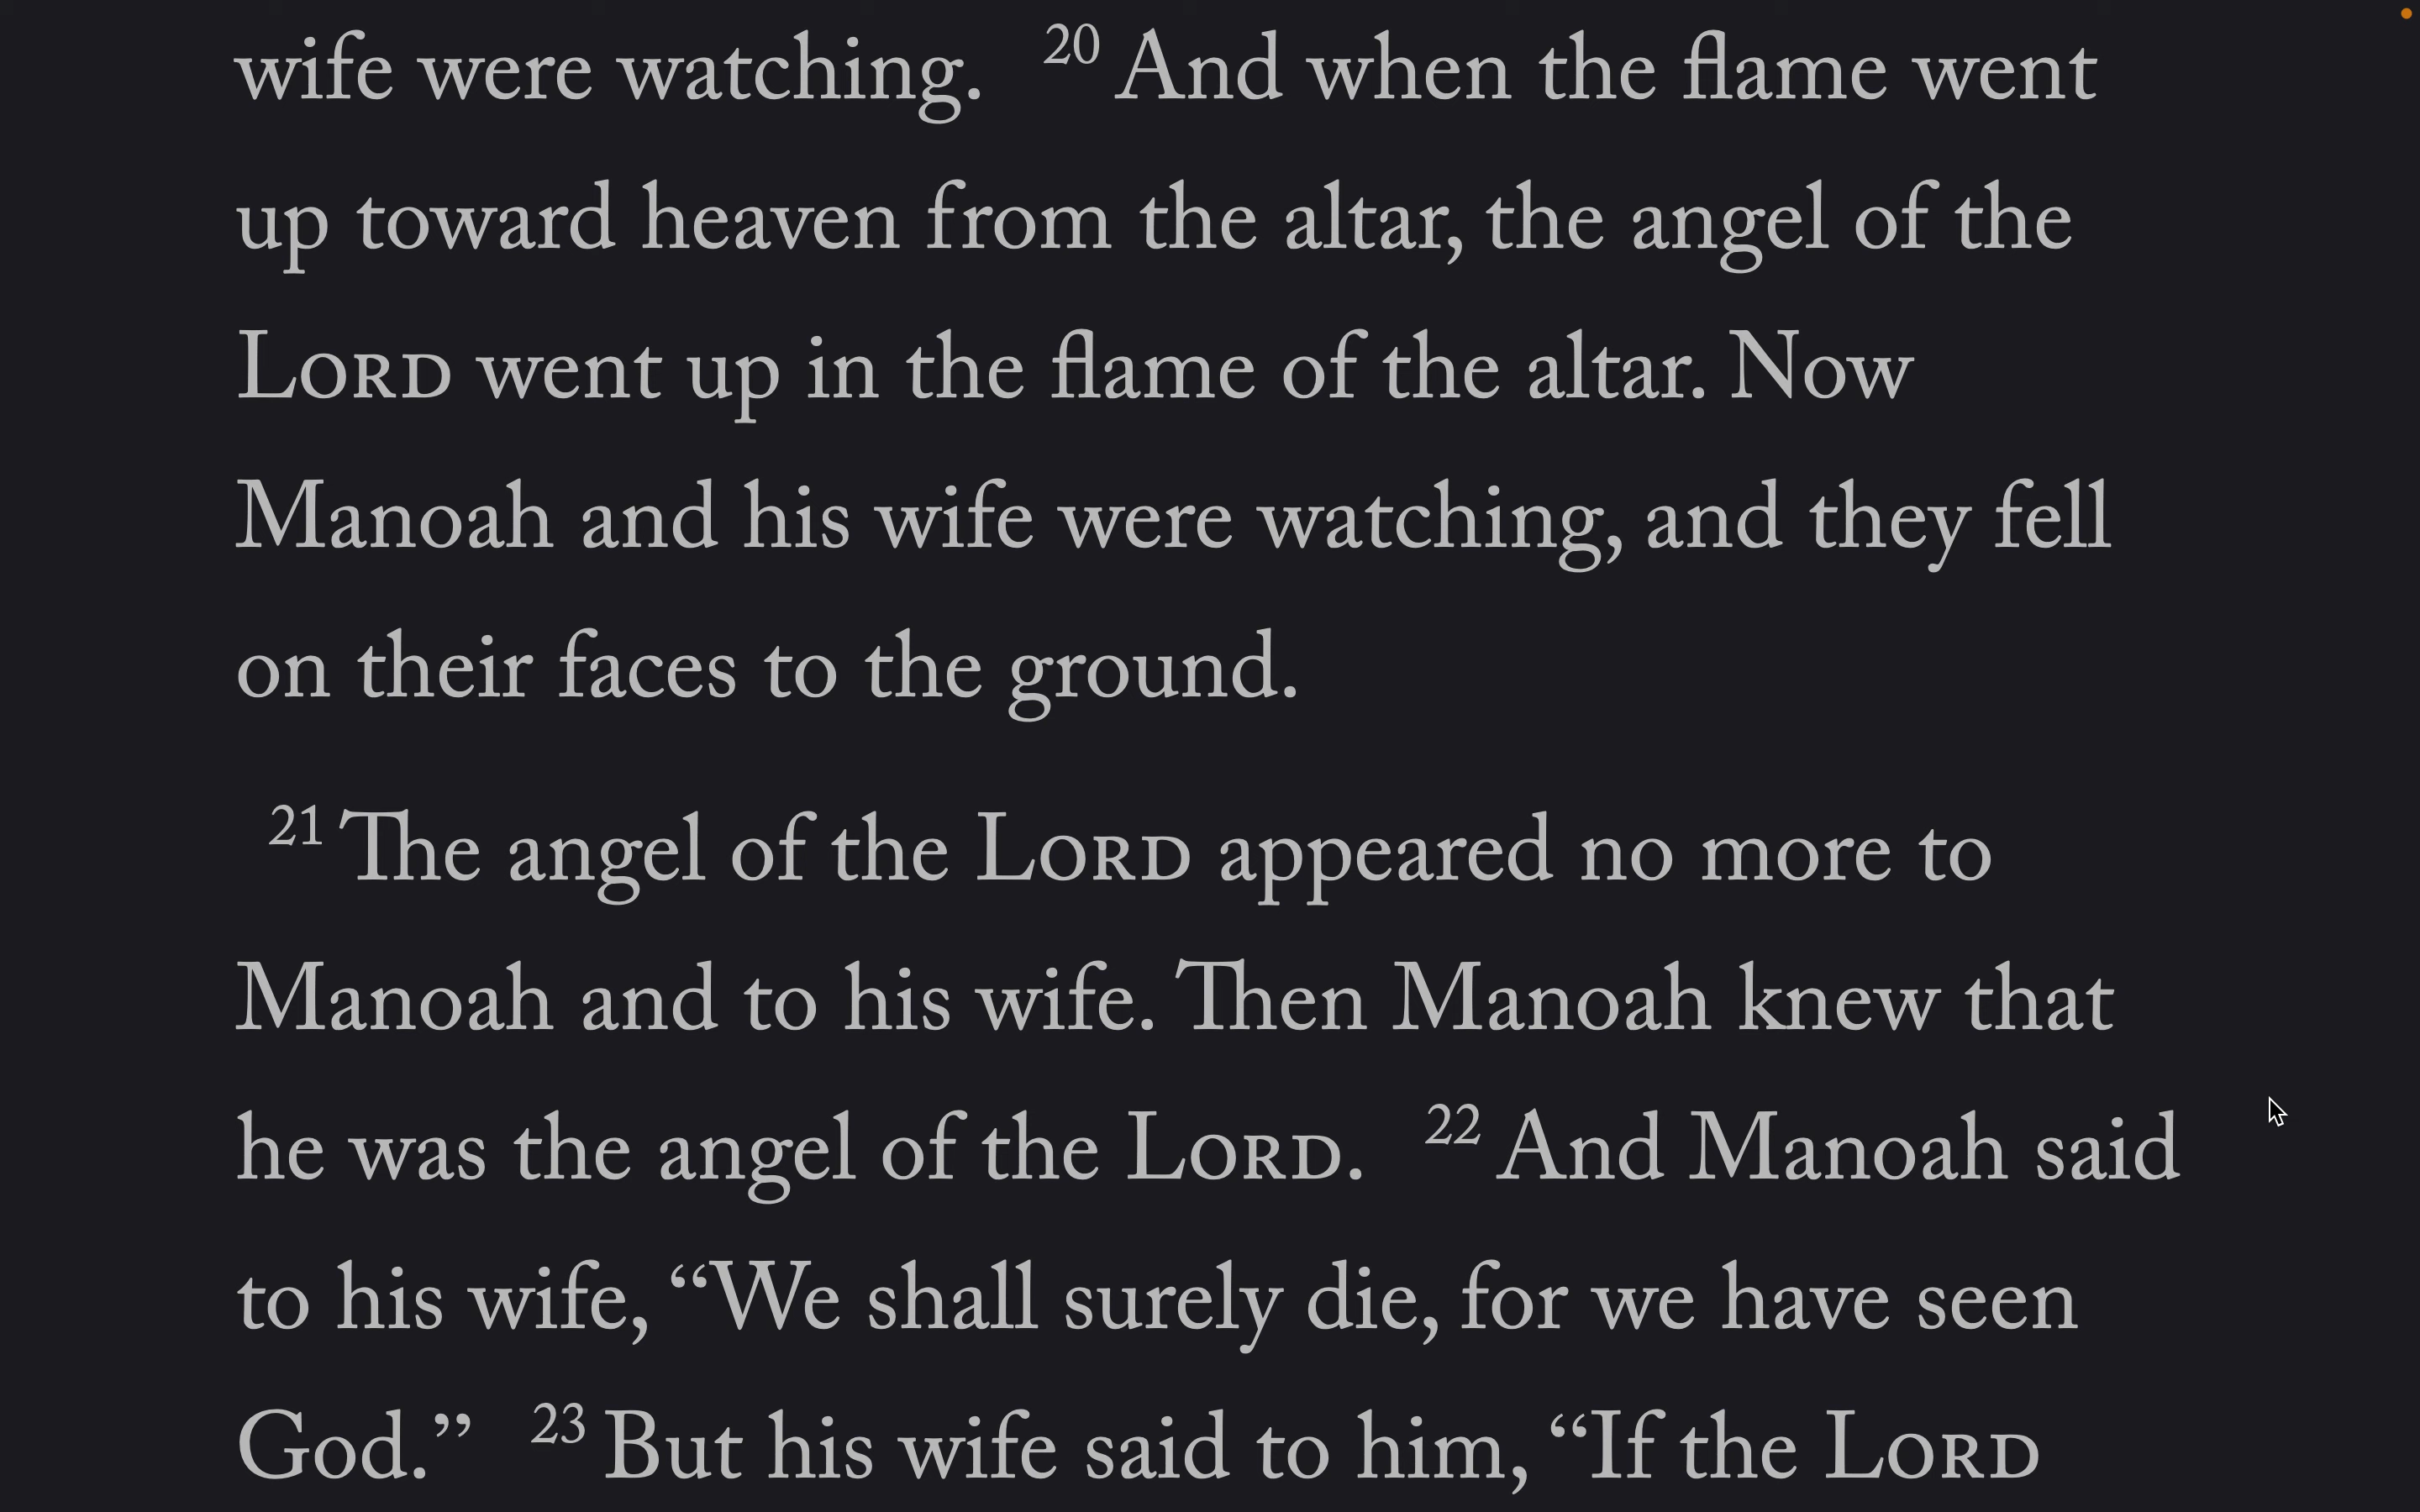 wife were watching. 20 And when the flame went
up toward heaven from the altar, the angel of the
LORD went up in the flame of the altar. Now
Manoah and his wife were watching, and they fell
on their faces to the ground.
21 The angel of the LORD appeared no more to
Manoah and to his wife. Then Manoah knew that
he was the angel of the LORD. 22 And Manoah said
to his wife, “We shall surely die, for we have seen
God.” 23 But his wife said to him, “If the LORD